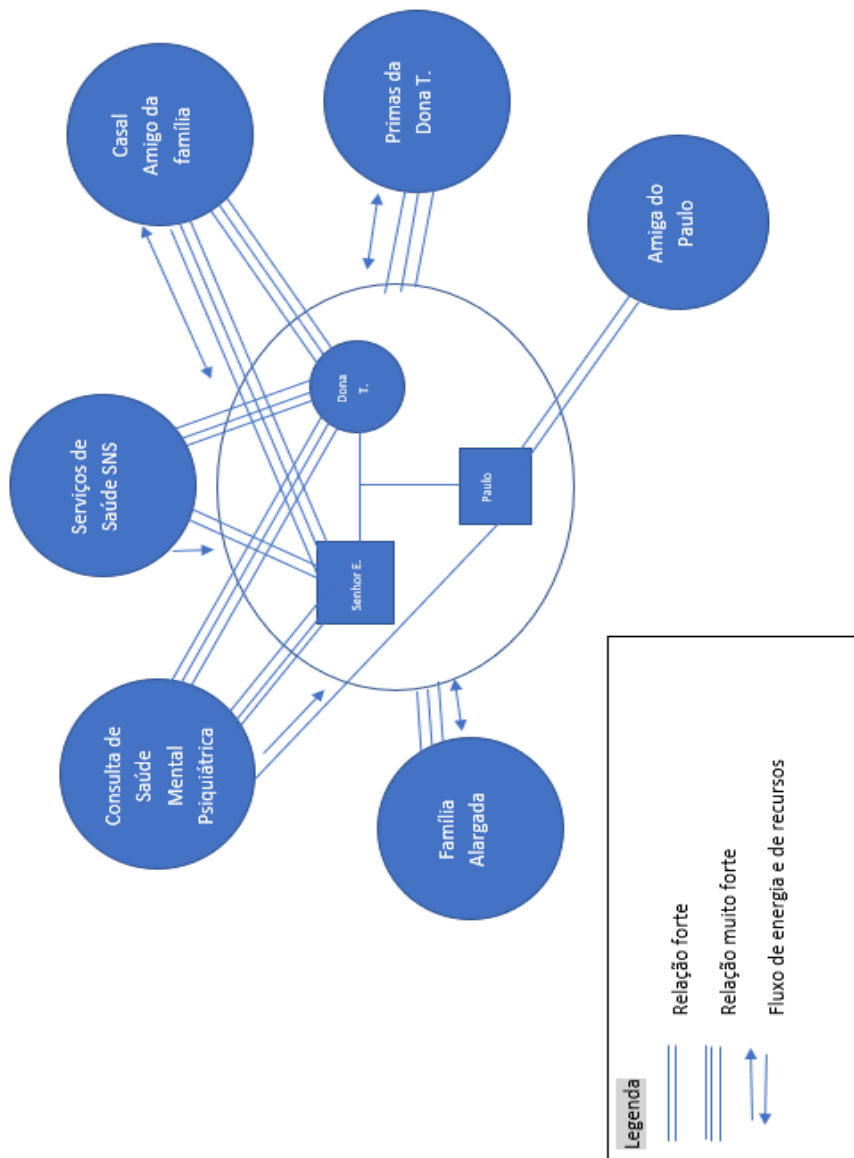 Consulta de
Saúde
Mental
Psiquiátrica
Serviços de
Saúde SNS
Casal
Amigo da
família
Primas da
Dona T.
Família
Alargada
Senhor E.
Dona
T.
Paulo
Amiga do
Paulo
Legenda
Relação forte
Relação muito forte
Fluxo de energia e de recursos